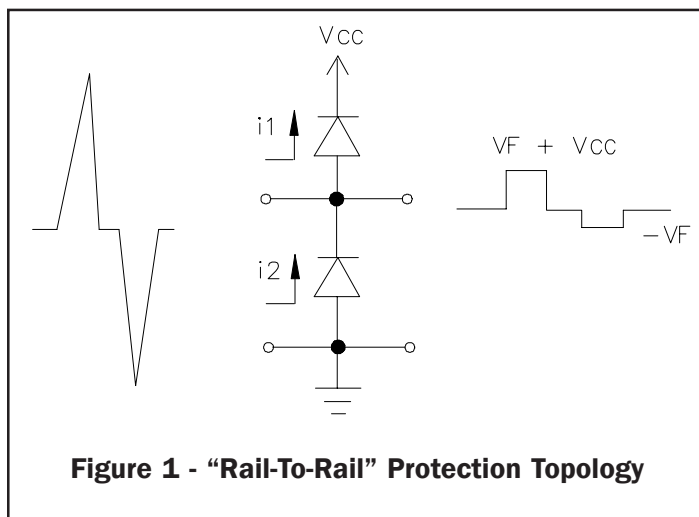 Vcc
i1
VF + Vcc
i2
-VF
Figure 1 - “Rail-To-Rail” Protection Topology